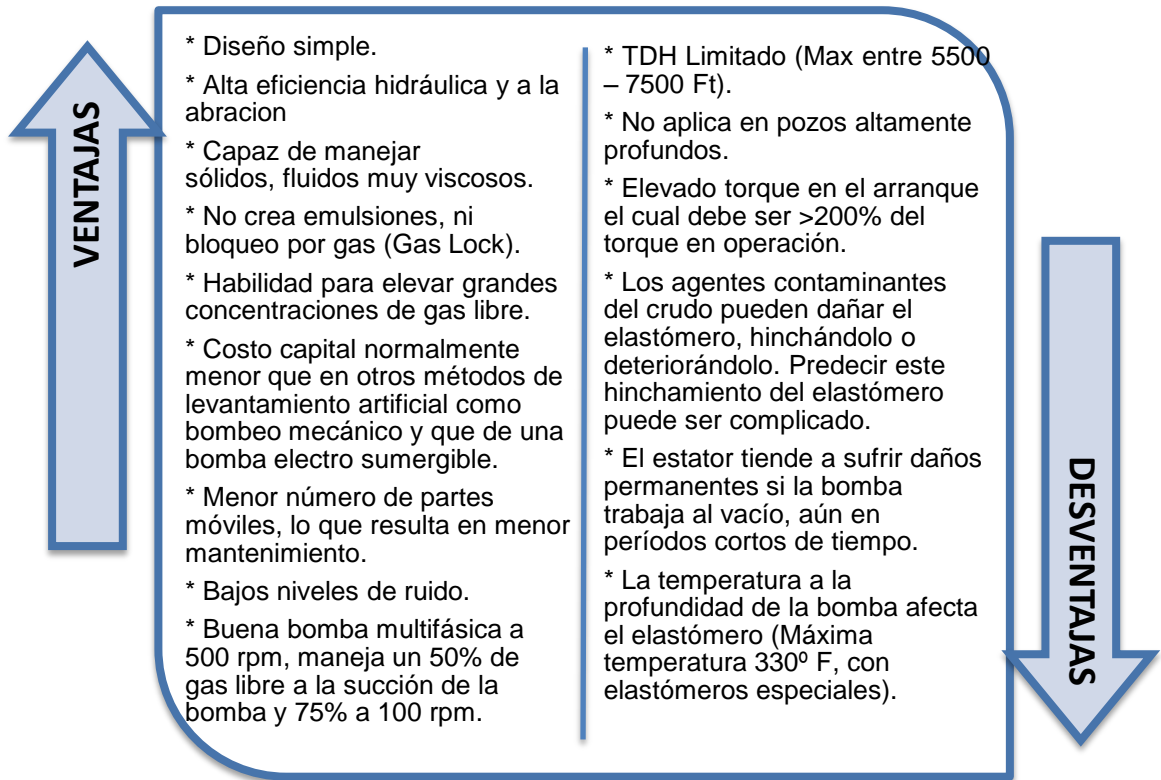 VENTAJAS
* Diseño simple.
* Alta eficiencia hidráulica y a la
abracion
* Capaz de manejar
sólidos, fluidos muy viscosos.
* No crea emulsiones, ni
bloqueo por gas (Gas Lock).
* Habilidad para elevar grandes
concentraciones de gas libre.
* Costo capital normalmente
menor que en otros métodos de
levantamiento artificial como
bombeo mecánico y que de una
bomba electro sumergible.
* Menor número de partes
móviles, lo que resulta en menor
mantenimiento.
* Bajos niveles de ruido.
* Buena bomba multifásica a
500 rpm, maneja un 50% de
gas libre a la succión de la
bomba y 75% a 100 rpm.
* TDH Limitado (Max entre 5500
– 7500 Ft).
* No aplica en pozos altamente
profundos.
* Elevado torque en el arranque
el cual debe ser >200% del
torque en operación.
* Los agentes contaminantes
del crudo pueden dañar el
elastómero, hinchándolo o
deteriorándolo. Predecir este
hinchamiento del elastómero
puede ser complicado.
* El estator tiende a sufrir daños
permanentes si la bomba
trabaja al vacío, aún en
períodos cortos de tiempo.
* La temperatura a la
profundidad de la bomba afecta
el elastómero (Máxima
temperatura 330º F, con
elastómeros especiales).
DESVENTAJAS